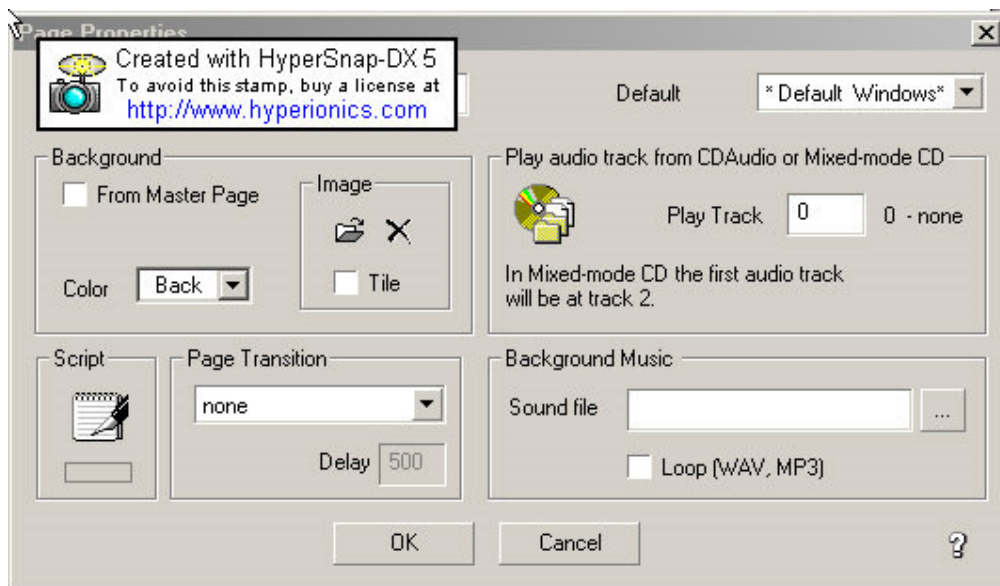 Page Properties
Created with HyperSnap-DX 5
To avoid this stamp, buy a license at
http://www.hyperionics.com
Default
* Default Windows*
Background
From Master Page
Image
Tile
Color
Back
Play audio track from CDAudio or Mixed-mode CD
Play Track
0
0 - none
In Mixed-mode CD the first audio track
will be at track 2.
Script
Page Transition
none
Delay
500
Background Music
Sound file
...
Loop (WAV, MP3)
OK
Cancel
?